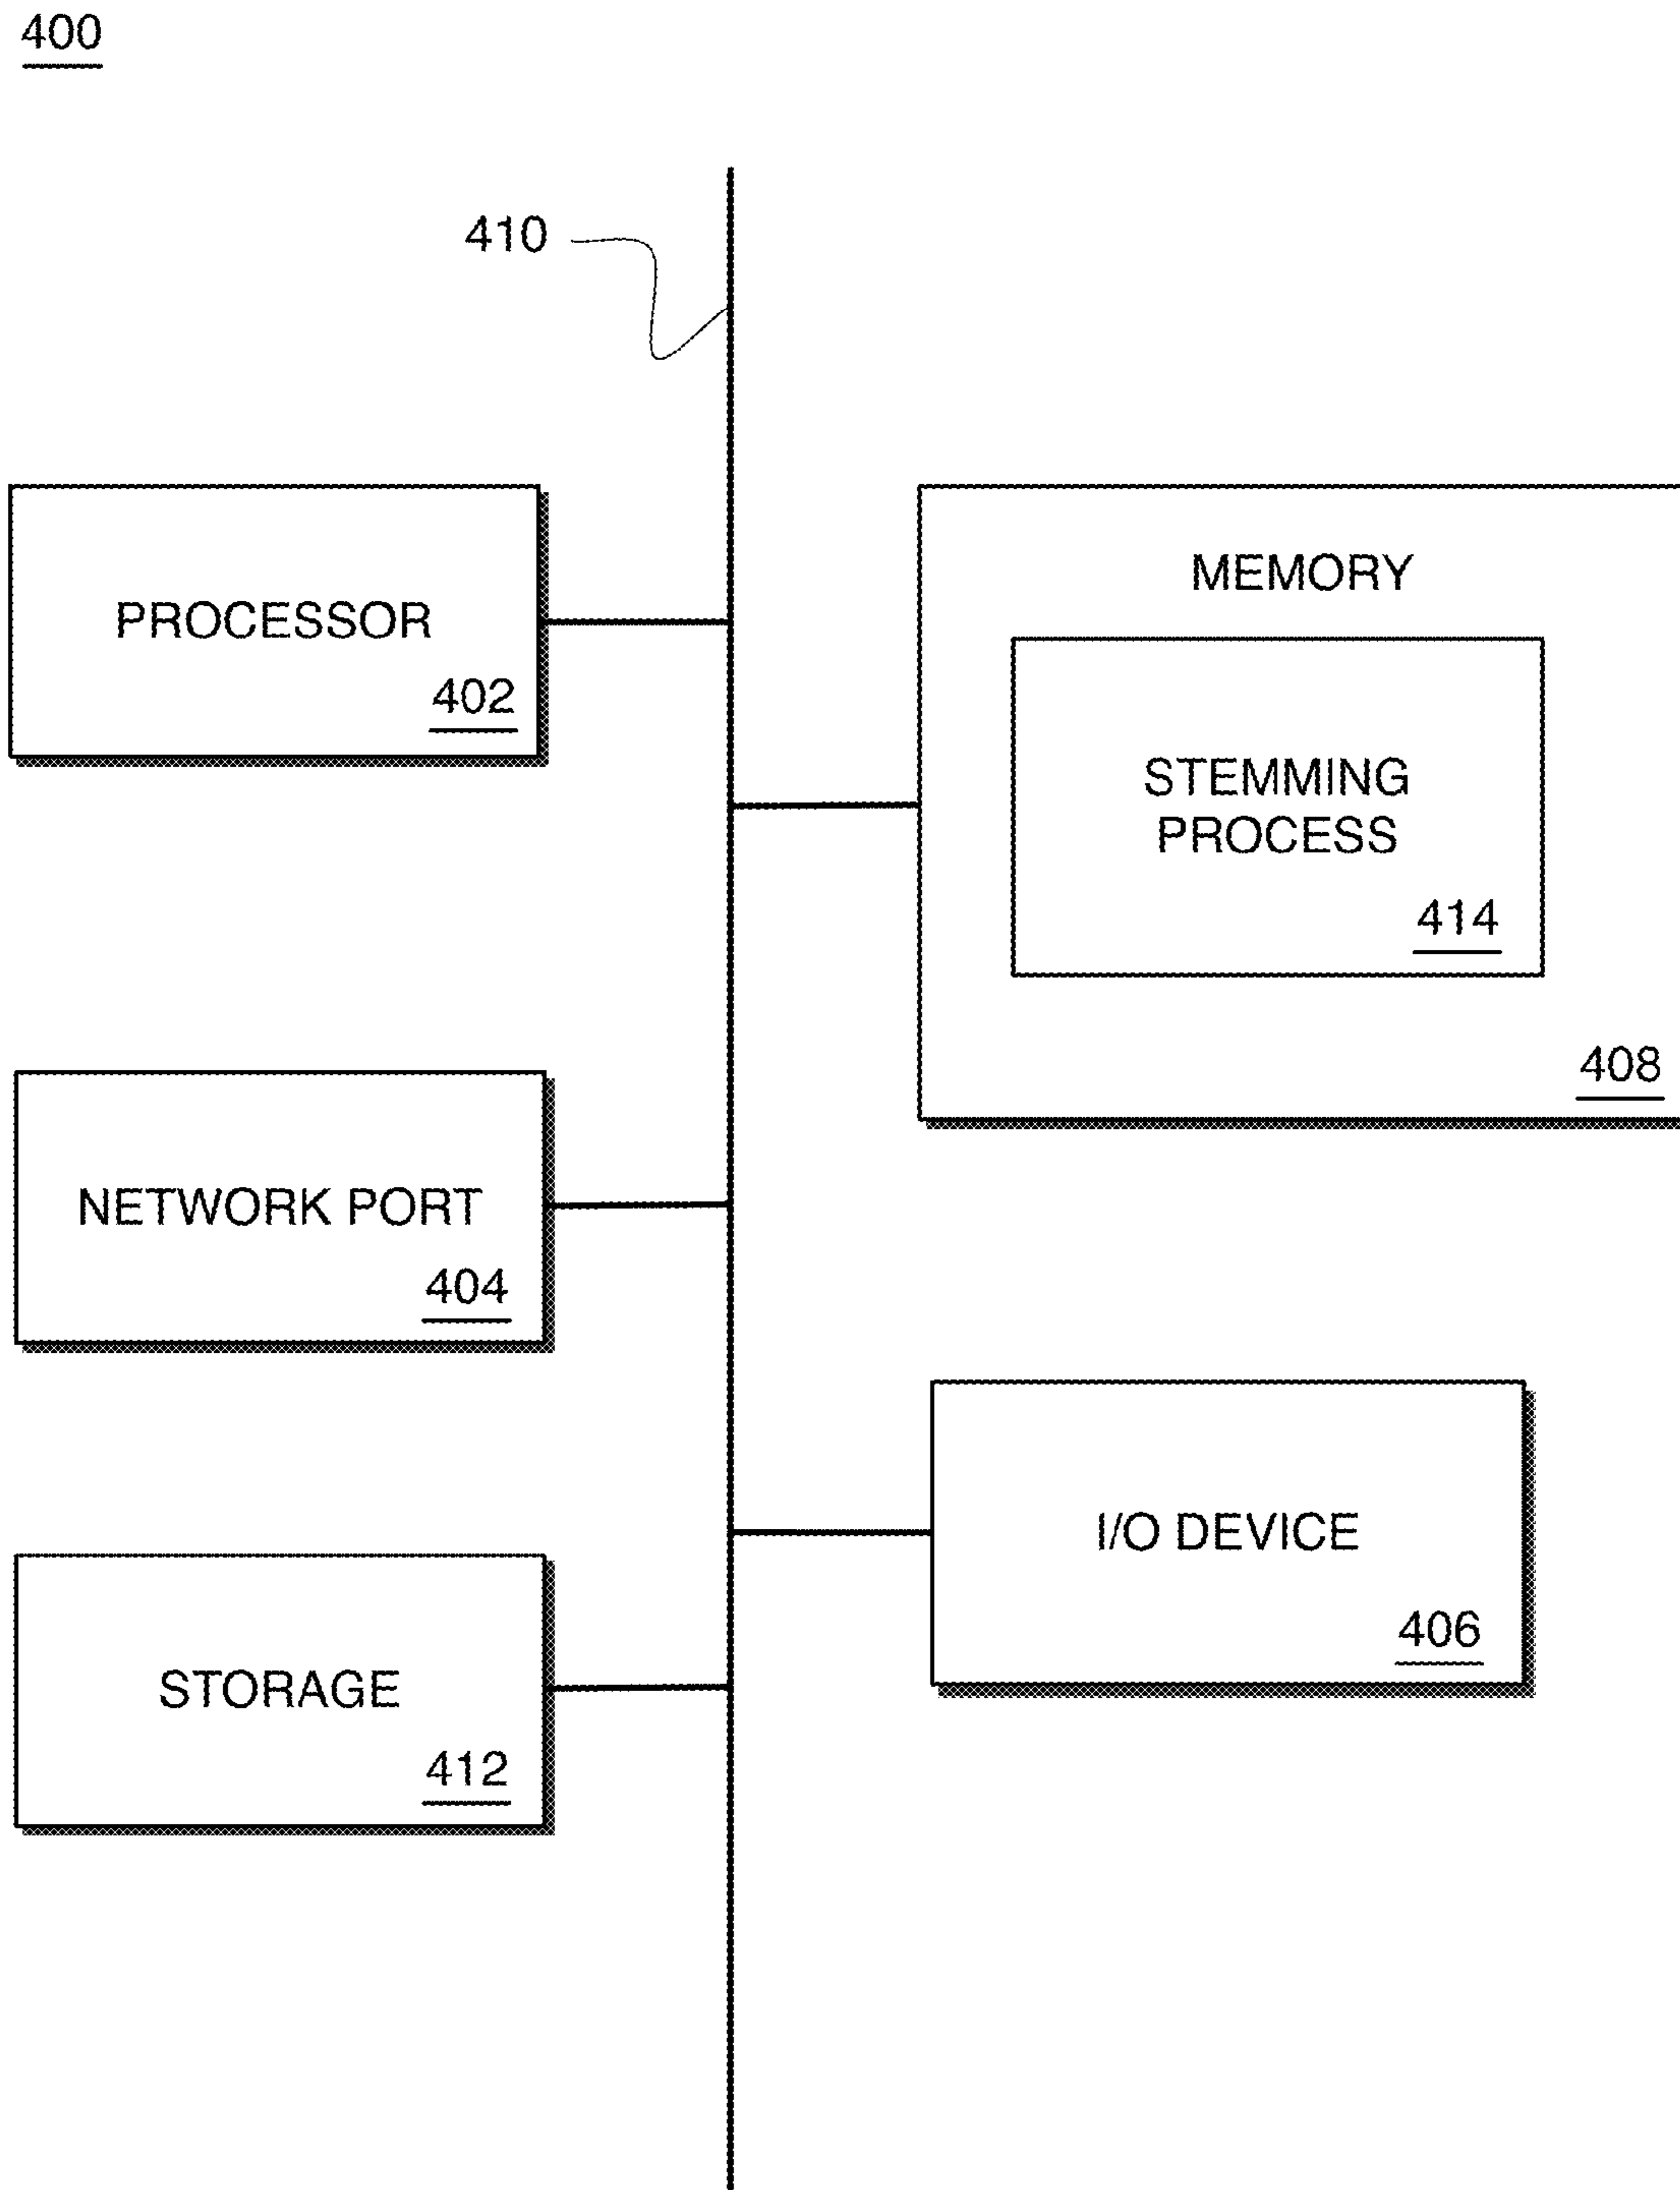 400
410
PROCESSOR
402
MEMORY
STEMMING
PROCESS
414
408
NETWORK PORT
404
I/O DEVICE
406
STORAGE
412